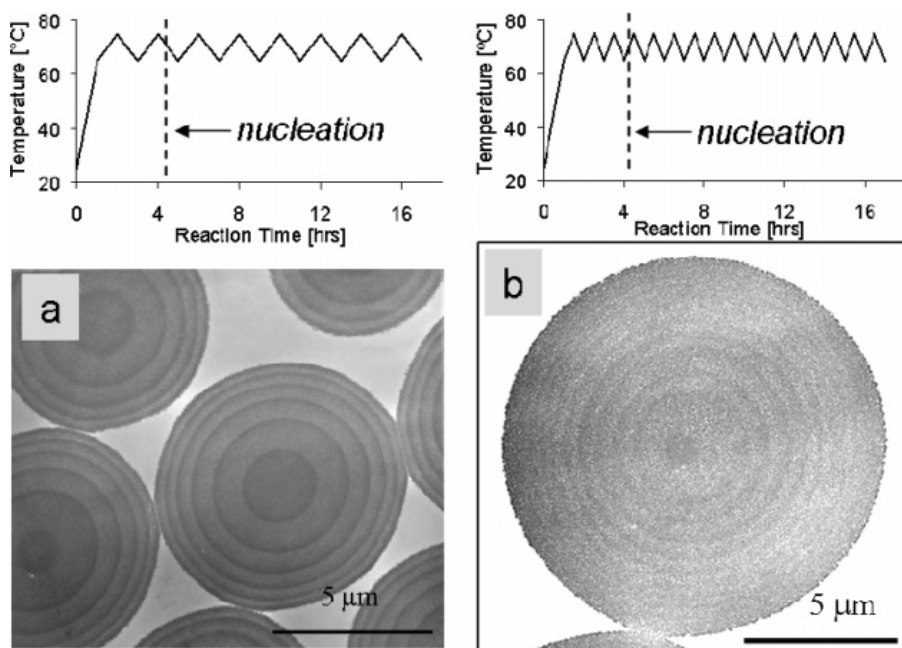 Temperature [°C]
80
60
40
20
nucleation
0
4
8
12
16
Reaction Time [hrs]
a
5 μm
Temperature [°C]
80
60
40
20
nucleation
0
4
8
12
16
Reaction Time [hrs]
b
5 μm